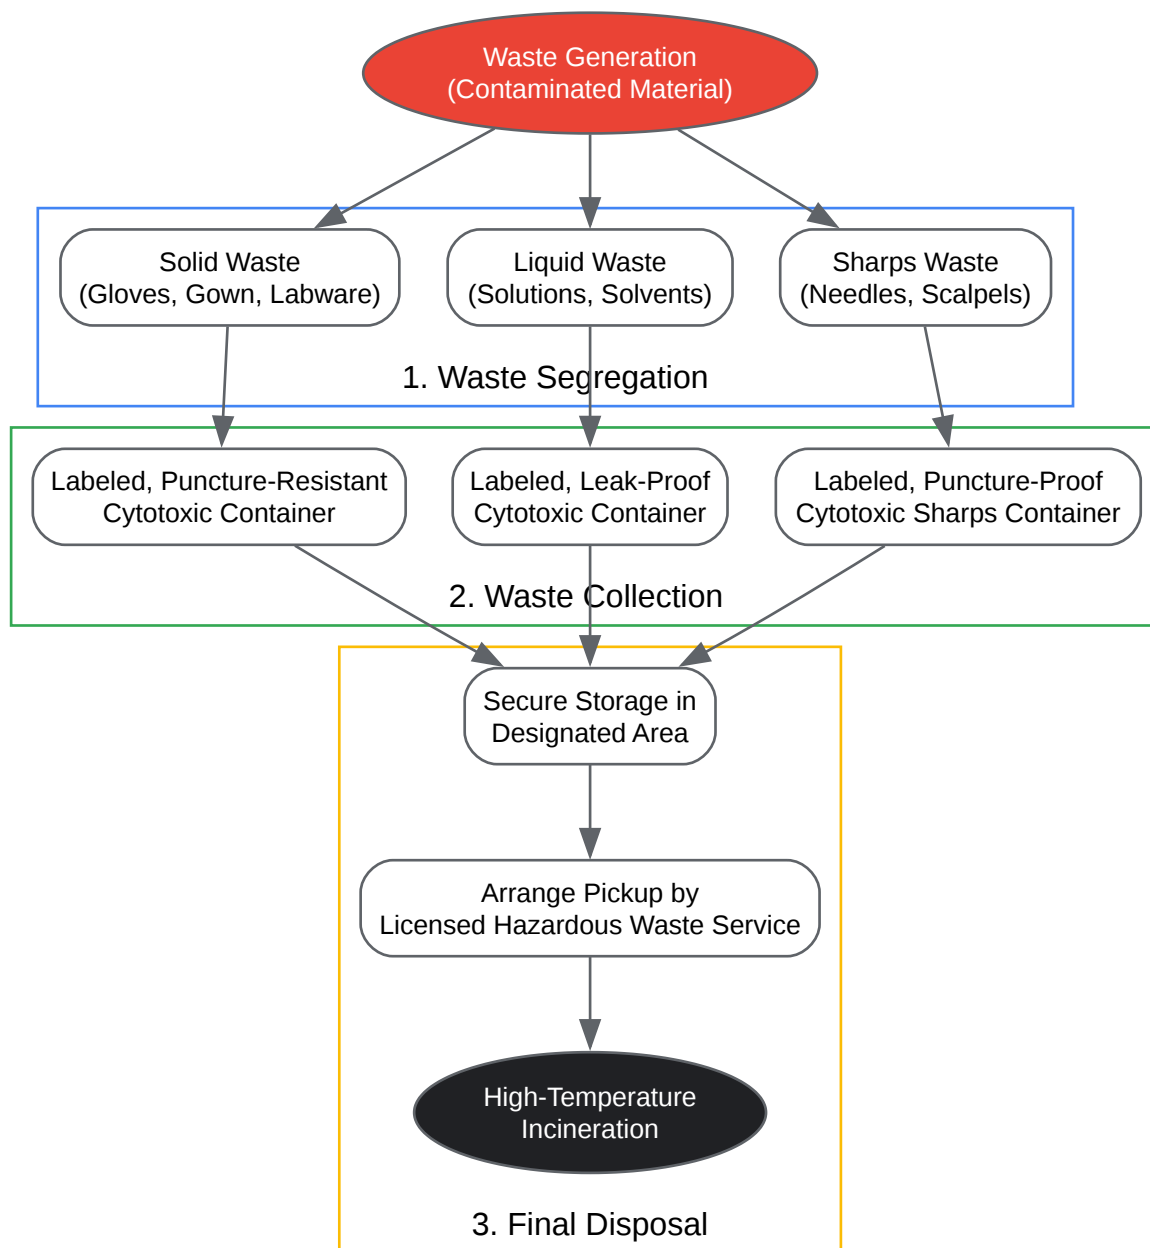 Waste Generation
(Contaminated Material)
Solid Waste
(Gloves, Gown, Labware)
Liquid Waste
(Solutions, Solvents)
Sharps Waste
(Needles, Scalpels)
1. Waste Segregation
Labeled, Puncture-Resistant
Cytotoxic Container
Labeled, Leak-Proof
Cytotoxic Container
Labeled, Puncture-Proof
Cytotoxic Sharps Container
2. Waste Collection
Secure Storage in
Designated Area
Arrange Pickup by
Licensed Hazardous Waste Service
High-Temperature
Incineration
3. Final Disposal